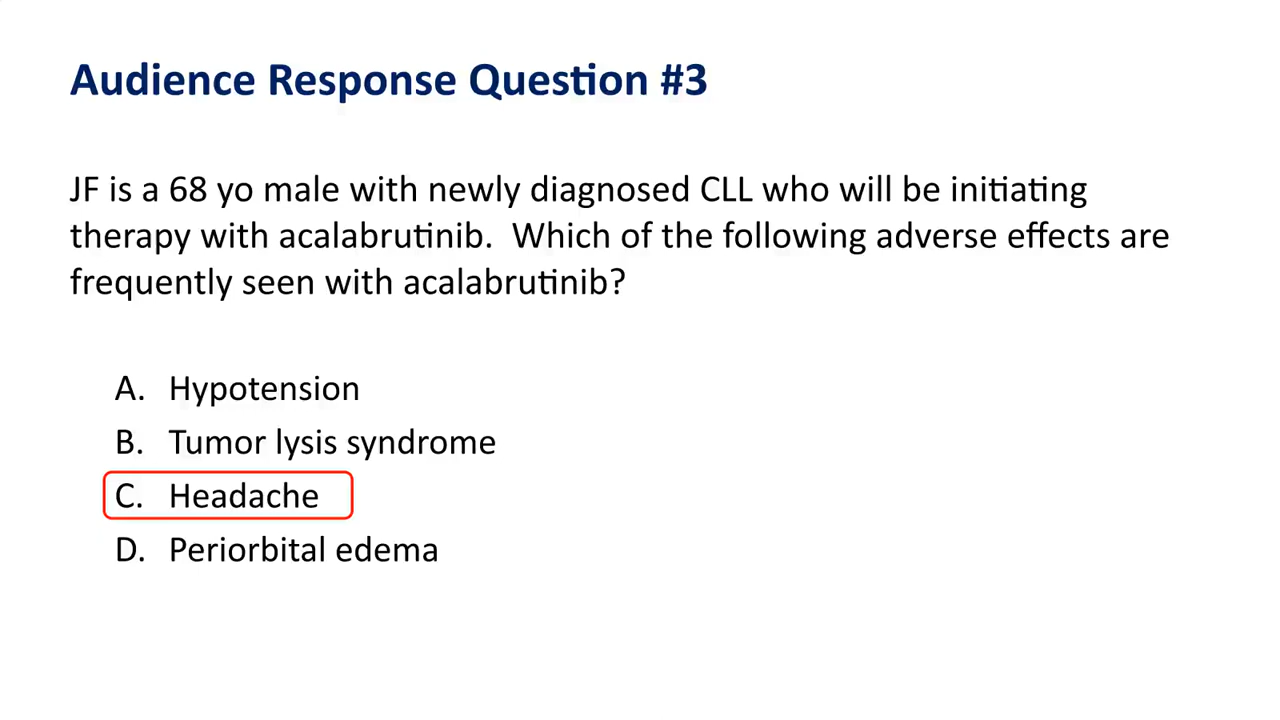 Audience Response Question #3
JF is a 68 yo male with newly diagnosed CLL who will be initiating
therapy with acalabrutinib.  Which of the following adverse effects are
frequently seen with acalabrutinib?
A. Hypotension
B. Tumor lysis syndrome
C. Headache
D. Periorbital edema